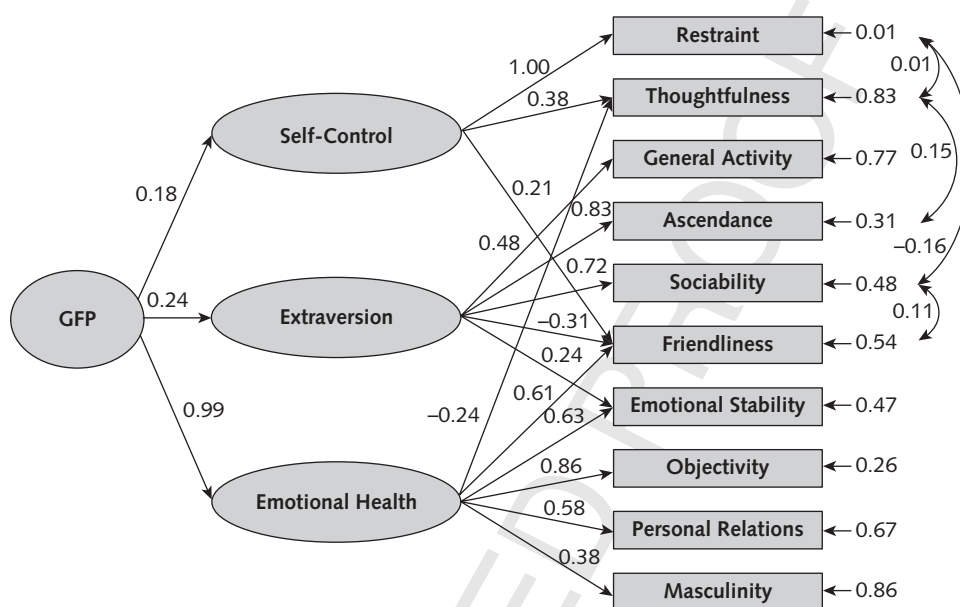 Restraint
0.01
0.01
1.00
Thoughtfulness
0.83
0.38
Self-Control
General Activity
0.77
0.15
0.18
0.21
0.83
Ascendance
0.31
0.48
–0.16
0.72
Sociability
0.48
0.24
GFP
Extraversion
–0.31
0.11
Friendliness
0.54
0.24
0.61
Emotional Stability
0.47
0.99
–0.24
0.63
0.86
Objectivity
0.26
Emotional Health
0.58
Personal Relations
0.67
0.38
Masculinity
0.86
ED PROOF